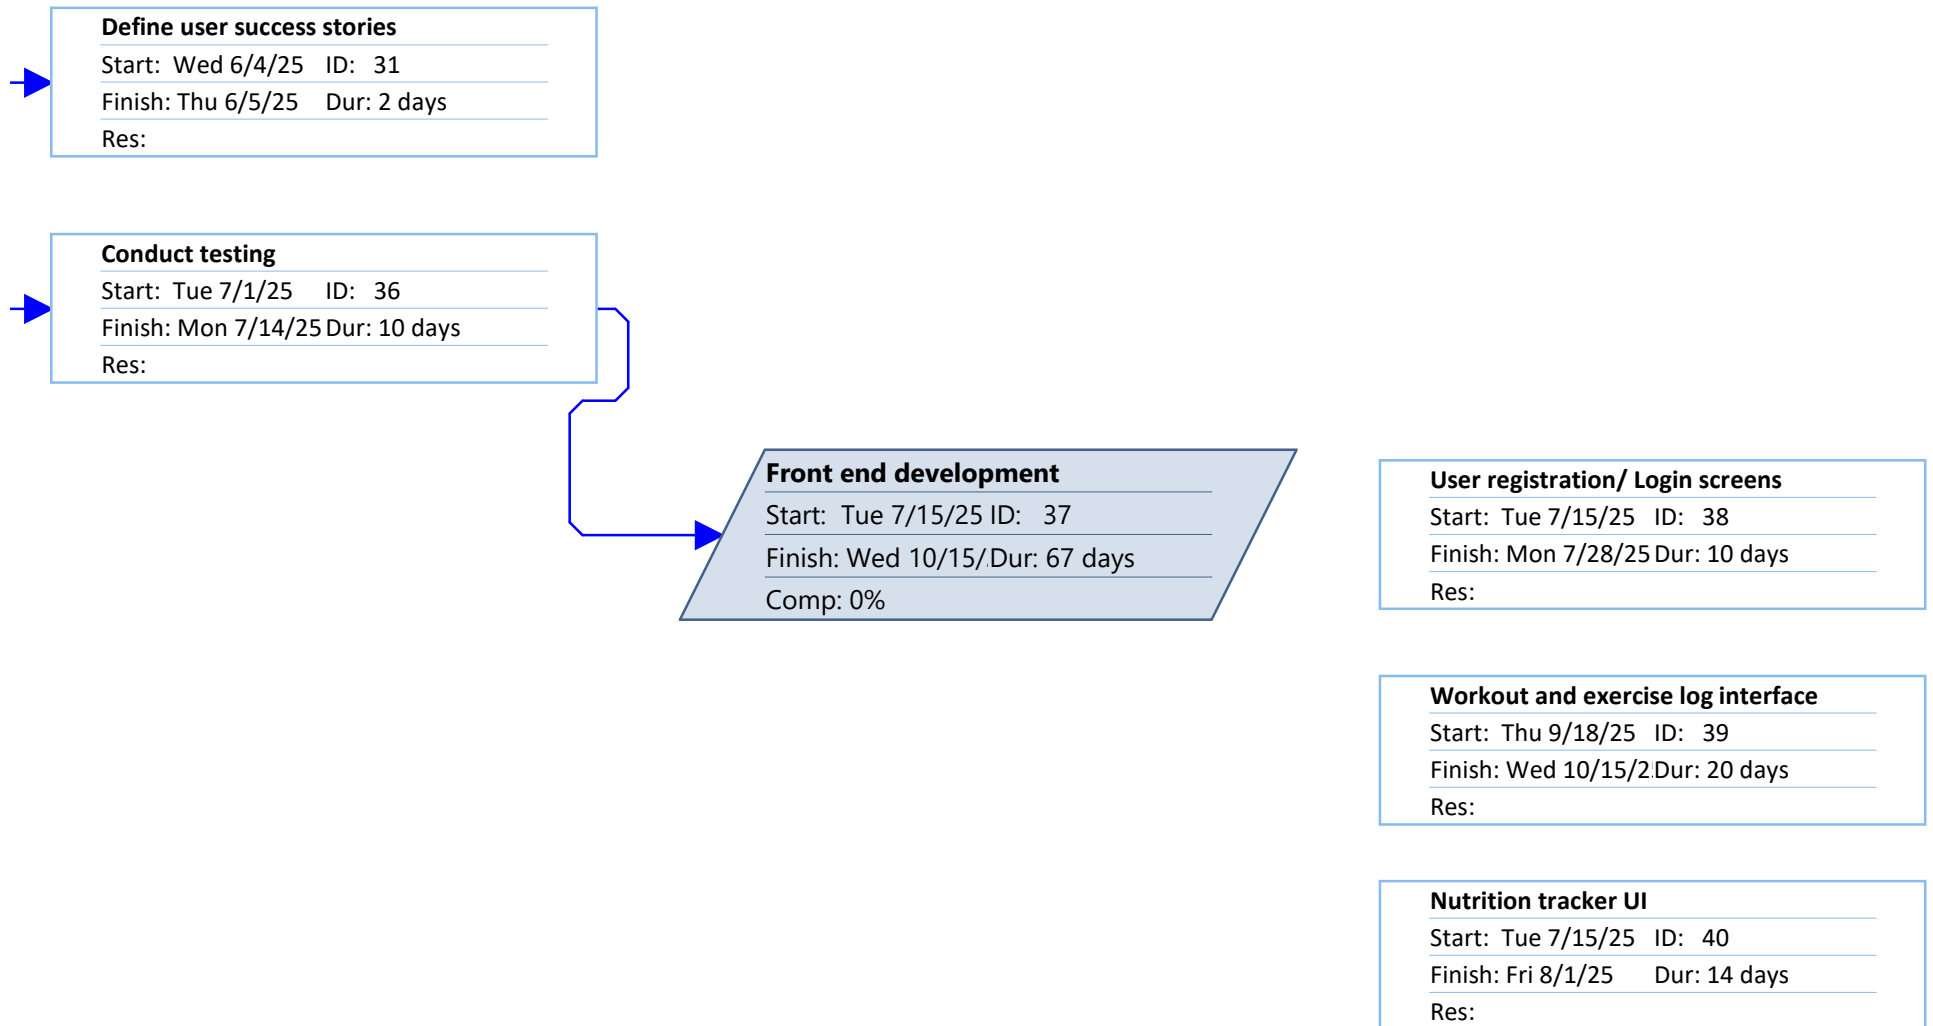 Define user success stories
Start: Wed 6/4/25 ID: 31
Finish: Thu 6/5/25 Dur: 2 days
Res:
Conduct testing
Start: Tue 7/1/25 ID: 36
Finish: Mon 7/14/25 Dur: 10 days
Res:
Front end development
Start: Tue 7/15/25 ID: 37
Finish: Wed 10/15/ Dur: 67 days
Comp: 0%
User registration/ Login screens
Start: Tue 7/15/25 ID: 38
Finish: Mon 7/28/25 Dur: 10 days
Res:
Workout and exercise log interface
Start: Thu 9/18/25 ID: 39
Finish: Wed 10/15/2 Dur: 20 days
Res:
Nutrition tracker UI
Start: Tue 7/15/25 ID: 40
Finish: Fri 8/1/25 Dur: 14 days
Res: